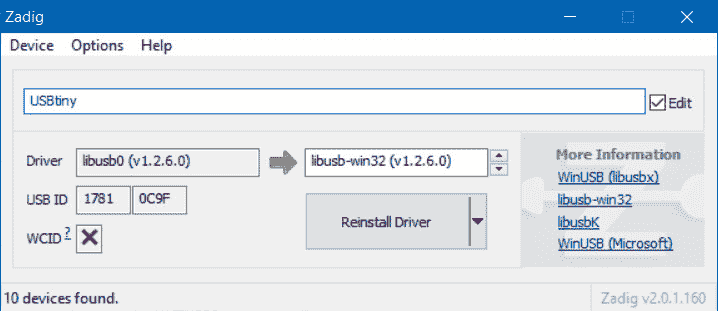 Zadig
Device Options Help
USBtiny
Edit
Driver libusb0 (v1.2.6.0) libusb-win32 (v1.2.6.0)
USB ID 1781 0C9F
WCID ?
Reinstall Driver
More Information
WinUSB (libusbx)
libusb-win32
libusbK
WinUSB (Microsoft)
10 devices found.
Zadig v2.0.1.160